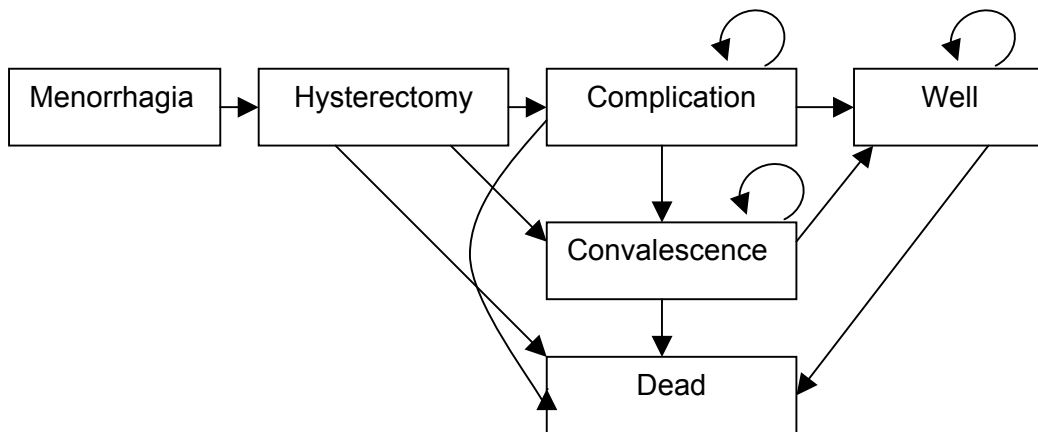 Menorrhagia
Hysterectomy
Complication
Well
Convalescence
Dead